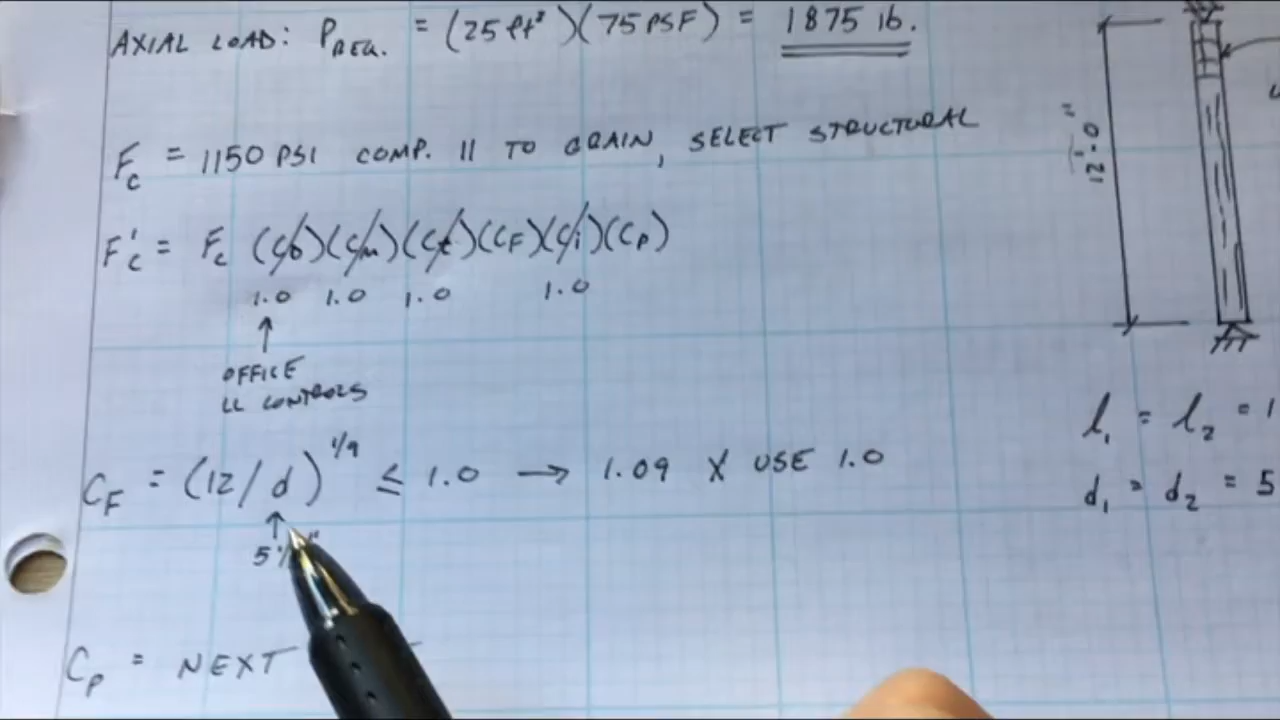 AXIAL LOAD: P REQ. = (25 ft²)(75 PSF) = 1875 lb.
Fc = 1150 PSI COMP. || TO GRAIN, SELECT STRUCTURAL
F'c = Fc (CD)(CM)(Ct)(CF)(Ci)(CP)
1.0 1.0 1.0 1.0
OFFICE
LL CONTROLS
CF = (12/d)^1/9 ≤ 1.0 → 1.09 X USE 1.0
CP = NEXT
12'-0"
l1 = l2 = 1
d1 = d2 = 5